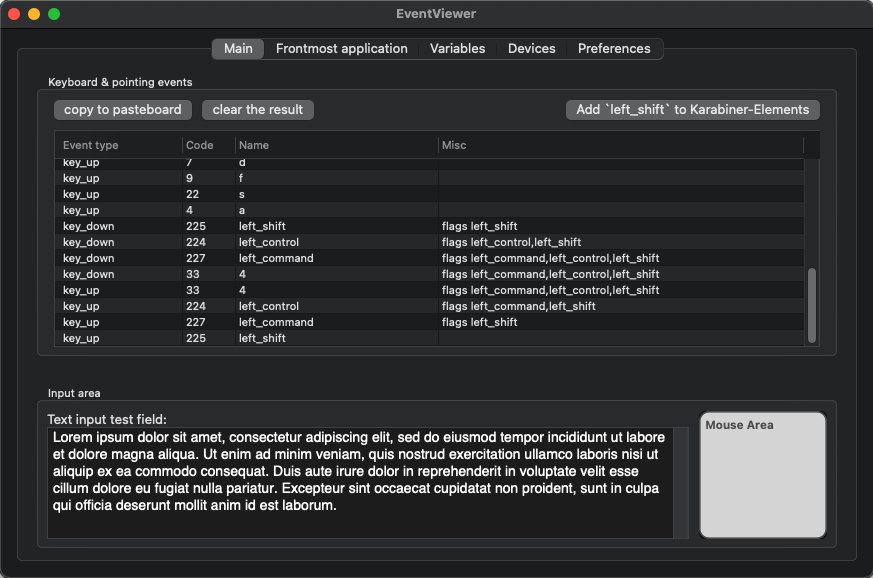 EventViewer
Main Frontmost application Variables Devices Preferences
Keyboard & pointing events
copy to pasteboard clear the result Add `left_shift` to Karabiner-Elements
Event type Code Name Misc
key_up 7 d
key_up 9 f
key_up 22 s
key_up 4 a
key_down 225 left_shift flags left_shift
key_down 224 left_control flags left_control,left_shift
key_down 227 left_command flags left_command,left_control,left_shift
key_down 33 4 flags left_command,left_control,left_shift
key_up 33 4 flags left_command,left_control,left_shift
key_up 224 left_control flags left_command,left_shift
key_up 227 left_command flags left_shift
key_up 225 left_shift
Input area
Text input test field:
Lorem ipsum dolor sit amet, consectetur adipiscing elit, sed do eiusmod tempor incididunt ut labore
et dolore magna aliqua. Ut enim ad minim veniam, quis nostrud exercitation ullamco laboris nisi ut
aliquip ex ea commodo consequat. Duis aute irure dolor in reprehenderit in voluptate velit esse
cillum dolore eu fugiat nulla pariatur. Excepteur sint occaecat cupidatat non proident, sunt in culpa
qui officia deserunt mollit anim id est laborum.
Mouse Area